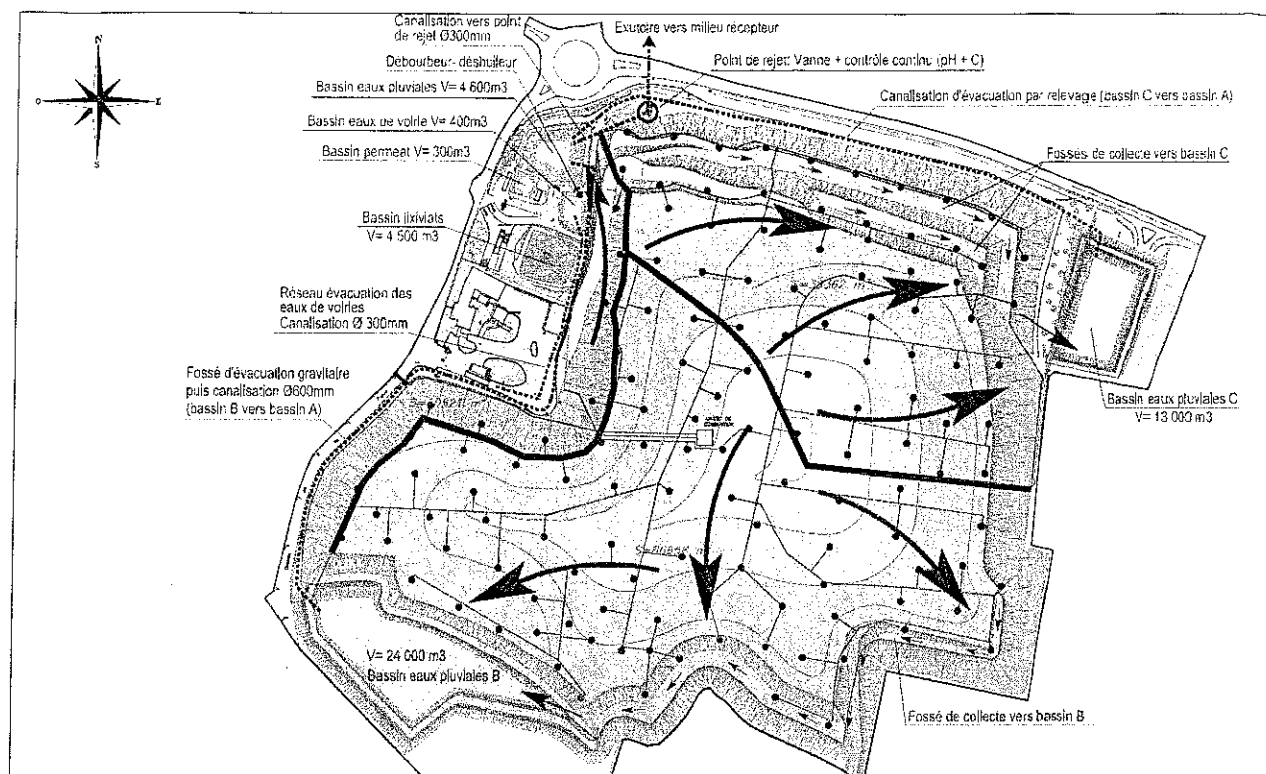 N
O
E
S
Canalisation vers point
de rejet Ø300mm
Exutoire vers milieu récepteur
Débourbeur- déshuileur
Point de rejet: Vanne + contrôle continu (pH + C)
Bassin eaux pluviales V= 4 600m3
Canalisation d'évacuation par relevage (bassin C vers bassin A)
Bassin eaux de voirie V= 400m3
Bassin permeat V= 300m3
Fossés de collecte vers bassin C
Bassin lixiviats
V= 4 500 m3
Réseau évacuation des
eaux de voiries
Canalisation Ø 300mm
Fossé d'évacuation gravitaire
puis canalisation Ø600mm
(bassin B vers bassin A)
Bassin eaux pluviales C
V= 13 000 m3
V= 24 000 m3
Bassin eaux pluviales B
Fossé de collecte vers bassin B